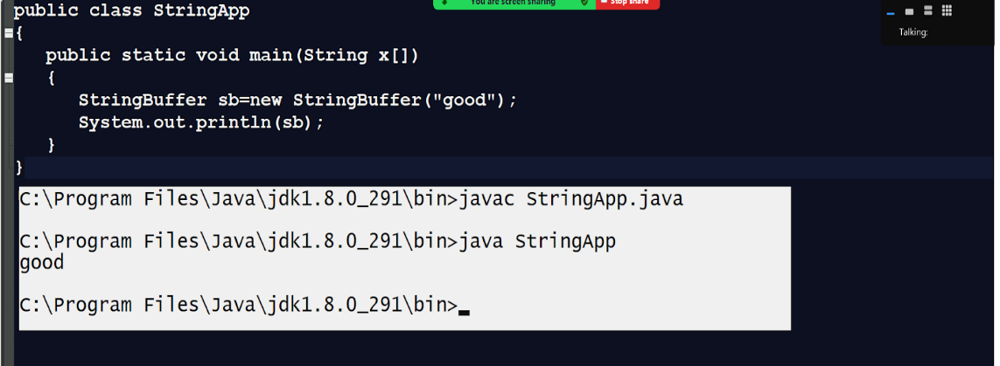 You are screen sharing
Stop share
Talking:
public class StringApp
{
public static void main(String x[])
{
StringBuffer sb=new StringBuffer("good");
System.out.println(sb);
}
}
C:\Program Files\Java\jdk1.8.0_291\bin>javac StringApp.java
C:\Program Files\Java\jdk1.8.0_291\bin>java StringApp
good
C:\Program Files\Java\jdk1.8.0_291\bin>